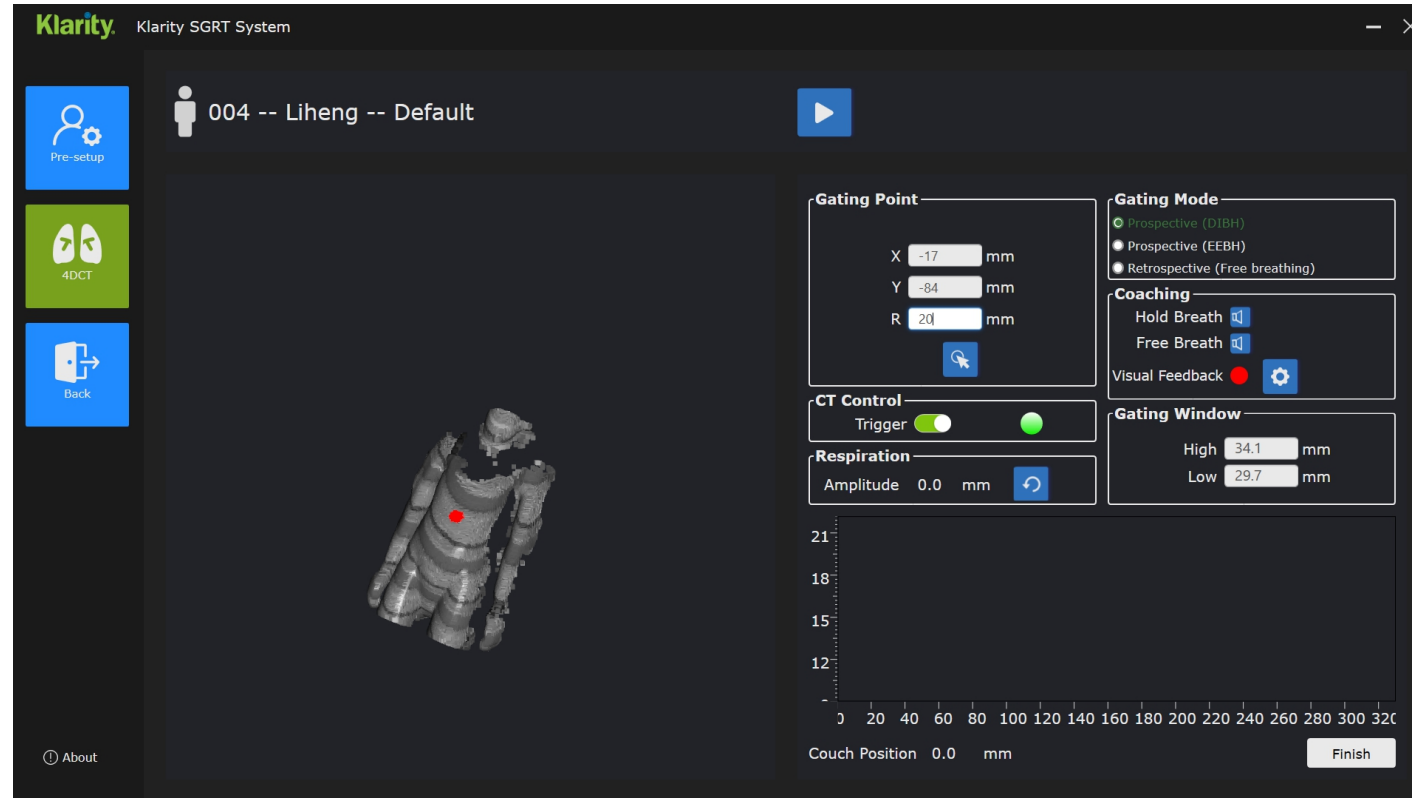 Klarity. Klarity SGRT System
Pre-setup
4DCT
Back
About
004 -- Liheng -- Default
Gating Point
X -17 mm
Y -84 mm
R 20 mm
CT Control
Trigger
Respiration
Amplitude 0.0 mm
Gating Mode
Prospective (DIBH)
Prospective (EEBH)
Retrospective (Free breathing)
Coaching
Hold Breath
Free Breath
Visual Feedback
Gating Window
High 34.1 mm
Low 29.7 mm
21
18
15
12
20 40 60 80 100 120 140 160 180 200 220 240 260 280 300
Couch Position 0.0 mm
Finish